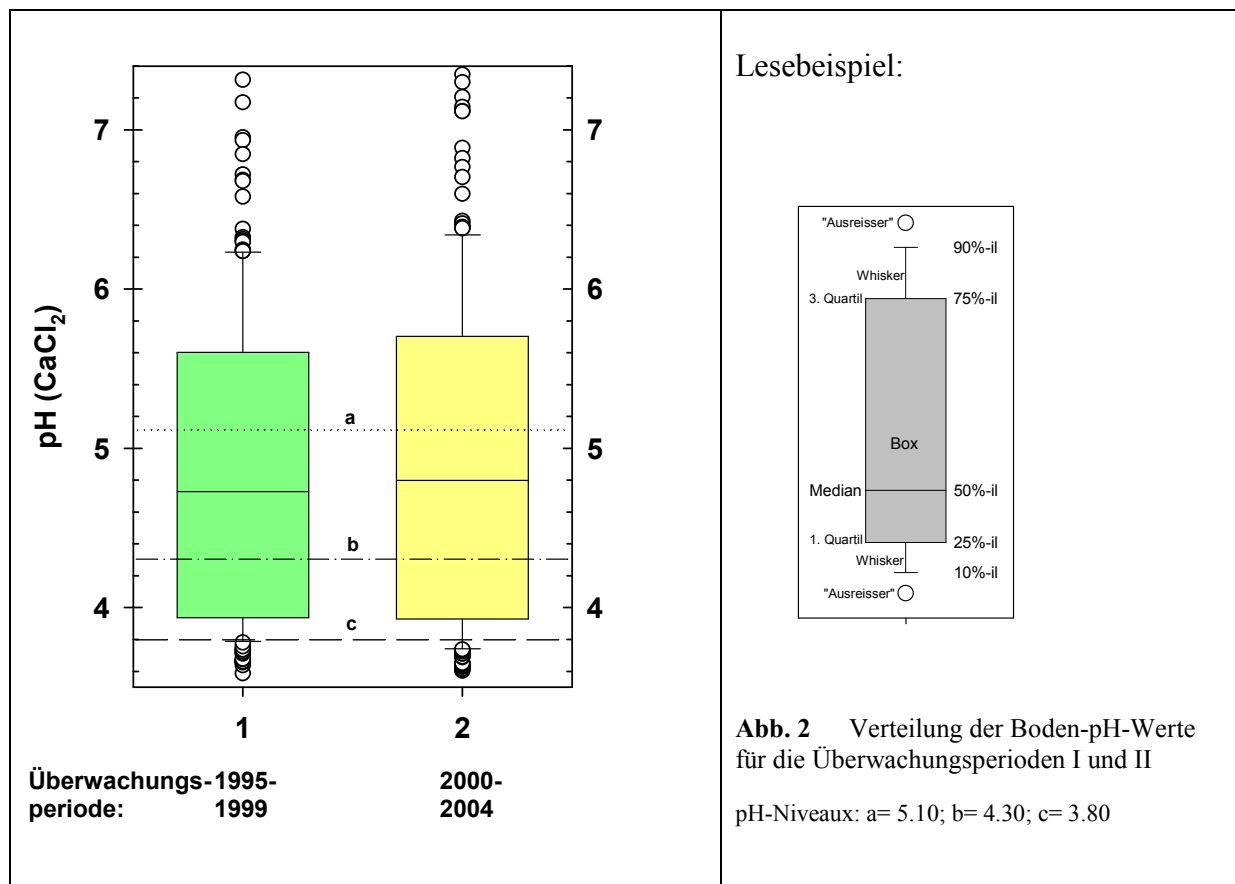 7
6
5
4
pH (CaCl₂)
7
6
5
4
a
b
c
1
2
Überwachungs-
periode:
1995-
1999
2000-
2004
Lesebeispiel:
"Ausreisser"
90%-il
Whisker
3. Quartil
75%-il
Box
Median
50%-il
1. Quartil
25%-il
Whisker
10%-il
"Ausreisser"
Abb. 2 Verteilung der Boden-pH-Werte
für die Überwachungsperioden I und II
pH-Niveaux: a= 5.10; b= 4.30; c= 3.80